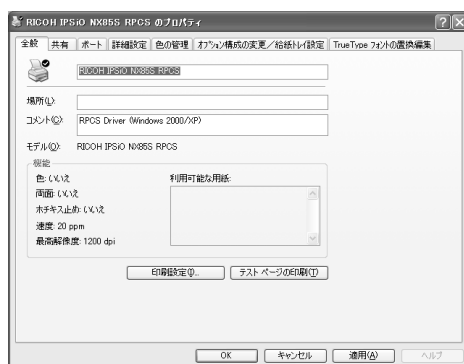 RICOH IPSiO NX85S RPCS のプロパティ
全般 共有 ポート 詳細設定 色の管理 オプション構成の変更／給紙トレイ設定 TrueType フォントの置換編集
RICOH IPSiO NX85S RPCS
場所(L):
コメント(C): RPCS Driver (Windows 2000/XP)
モデル(O): RICOH IPSiO NX85S RPCS
機能
色: いいえ 利用可能な用紙:
両面: いいえ
ホチキス止め: いいえ
速度: 20 ppm
最高解像度: 1200 dpi
印刷設定(I)... テスト ページの印刷(T)
OK キャンセル 適用(A) ヘルプ